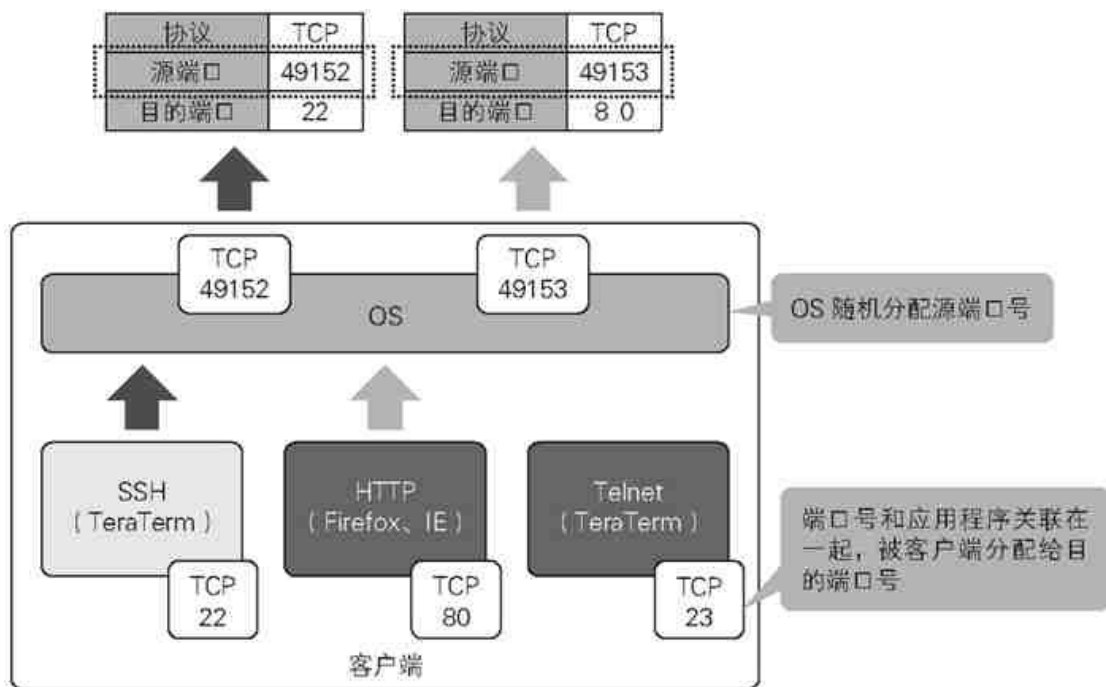 协议 TCP
源端口 49152
目的端口 22
协议 TCP
源端口 49153
目的端口 8 0
TCP
49152
TCP
49153
OS
OS 随机分配源端口号
SSH
( TeraTerm )
HTTP
( Firefox、IE )
Telnet
( TeraTerm )
TCP
22
TCP
80
TCP
23
端口号和应用程序关联在
一起，被客户端分配给目
的端口号
客户端